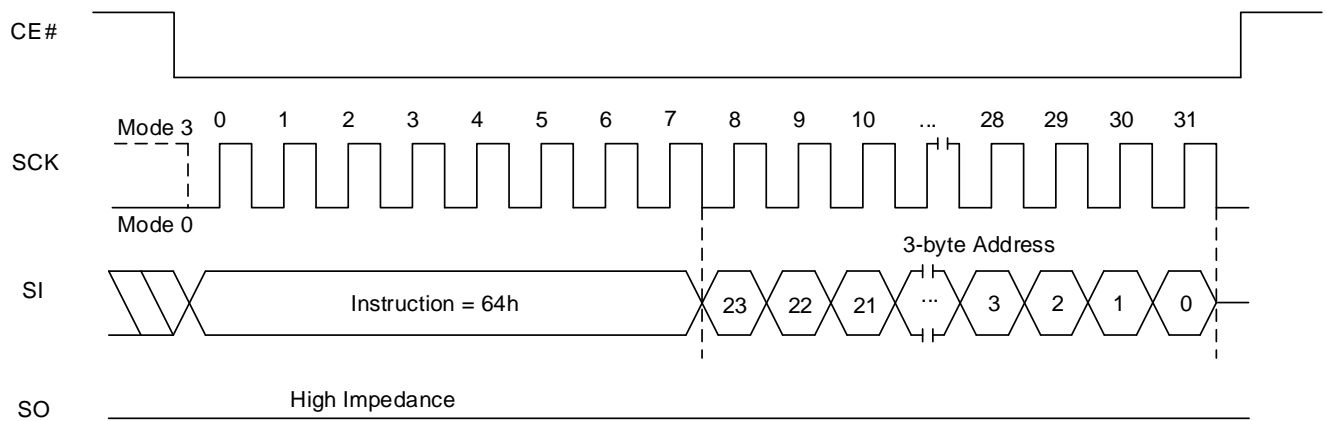 CE#
Mode 3
0 1 2 3 4 5 6 7 8 9 10 ... 28 29 30 31
SCK
Mode 0
3-byte Address
SI
Instruction = 64h
23 22 21 ... 3 2 1 0
SO
High Impedance